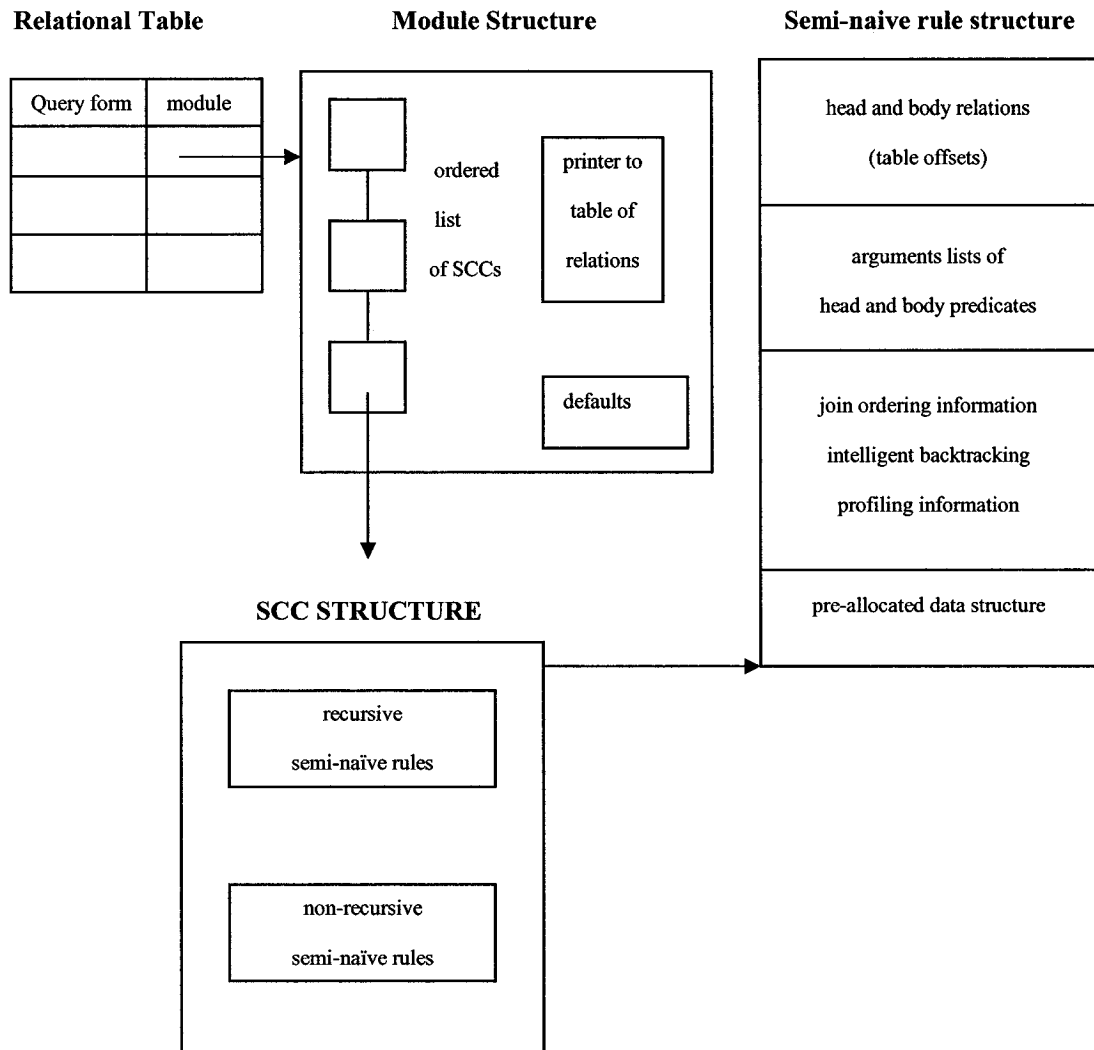 Relational Table
Module Structure
Semi-naive rule structure
Query form
module
ordered
list
of SCCs
printer to
table of
relations
defaults
head and body relations
(table offsets)
arguments lists of
head and body predicates
join ordering information
intelligent backtracking
profiling information
pre-allocated data structure
SCC STRUCTURE
recursive
semi-naïve rules
non-recursive
semi-naïve rules